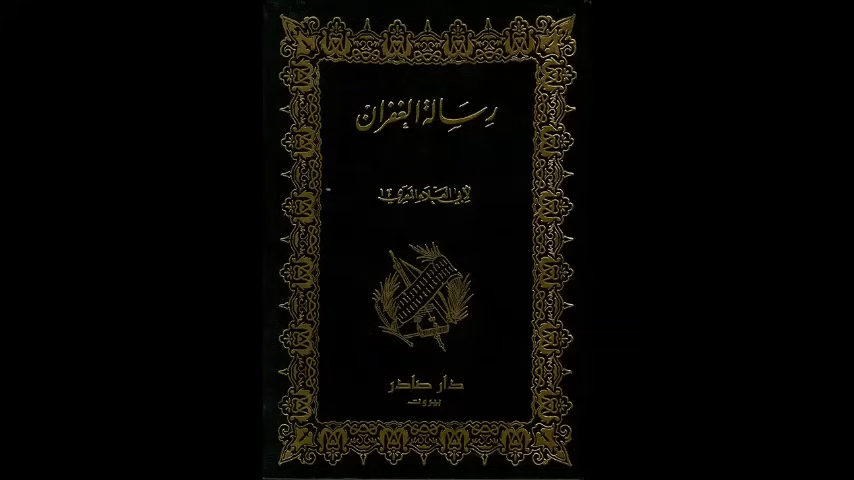 رسالة الغفران
لأبي العلاء المعري
دار صادر
بيروت